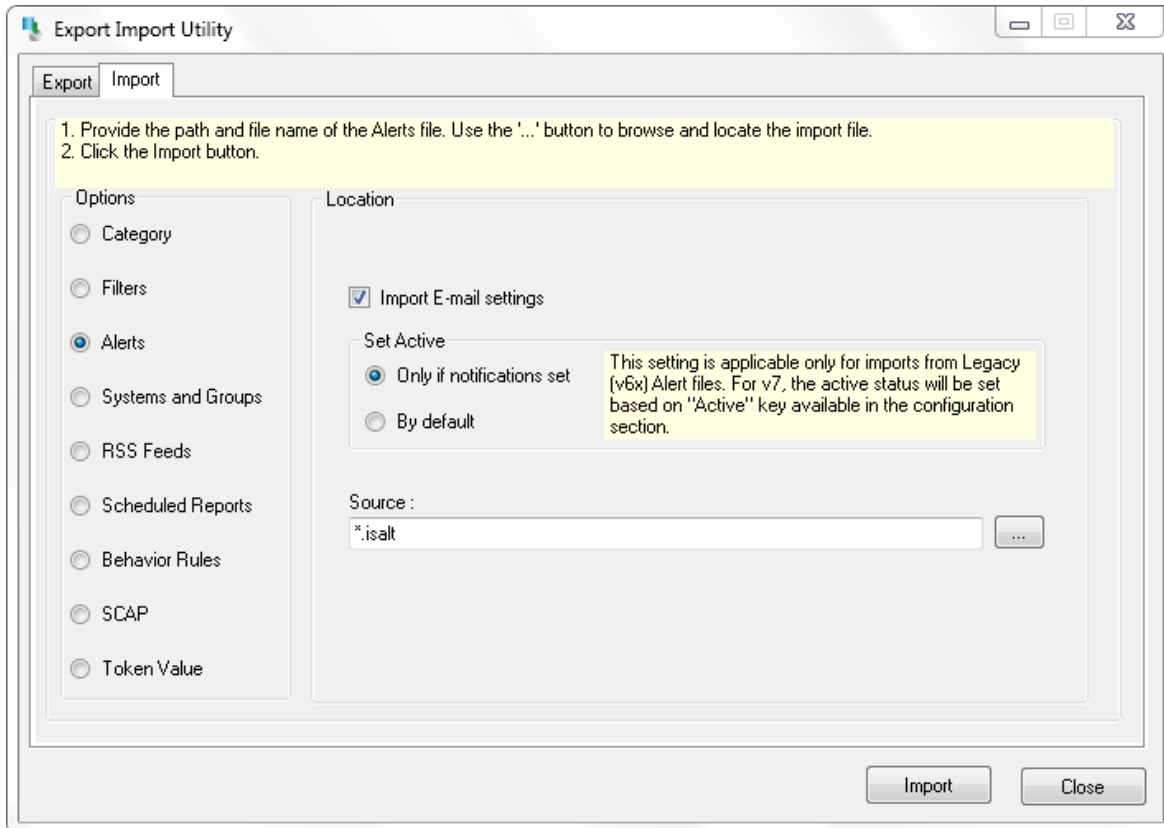 Export Import Utility
Export Import
1. Provide the path and file name of the Alerts file. Use the '...' button to browse and locate the import file.
2. Click the Import button.
Options
Category
Filters
Alerts
Systems and Groups
RSS Feeds
Scheduled Reports
Behavior Rules
SCAP
Token Value
Location
Import E-mail settings
Set Active
Only if notifications set
By default
This setting is applicable only for imports from Legacy
(v6x) Alert files. For v7, the active status will be set
based on "Active" key available in the configuration
section.
Source :
*.isalt
...
Import Close